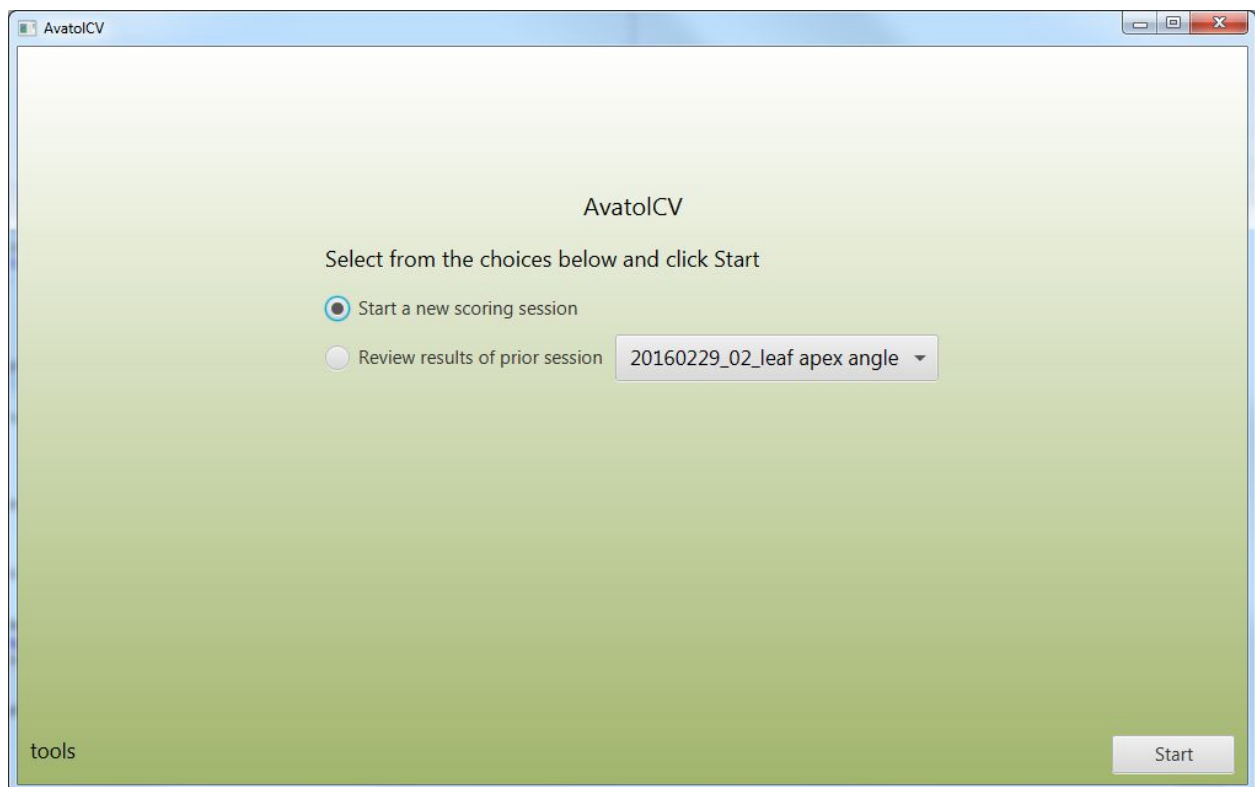 AvatolCV
AvatolCV
Select from the choices below and click Start
Start a new scoring session
Review results of prior session 20160229_02_leaf apex angle
tools
Start